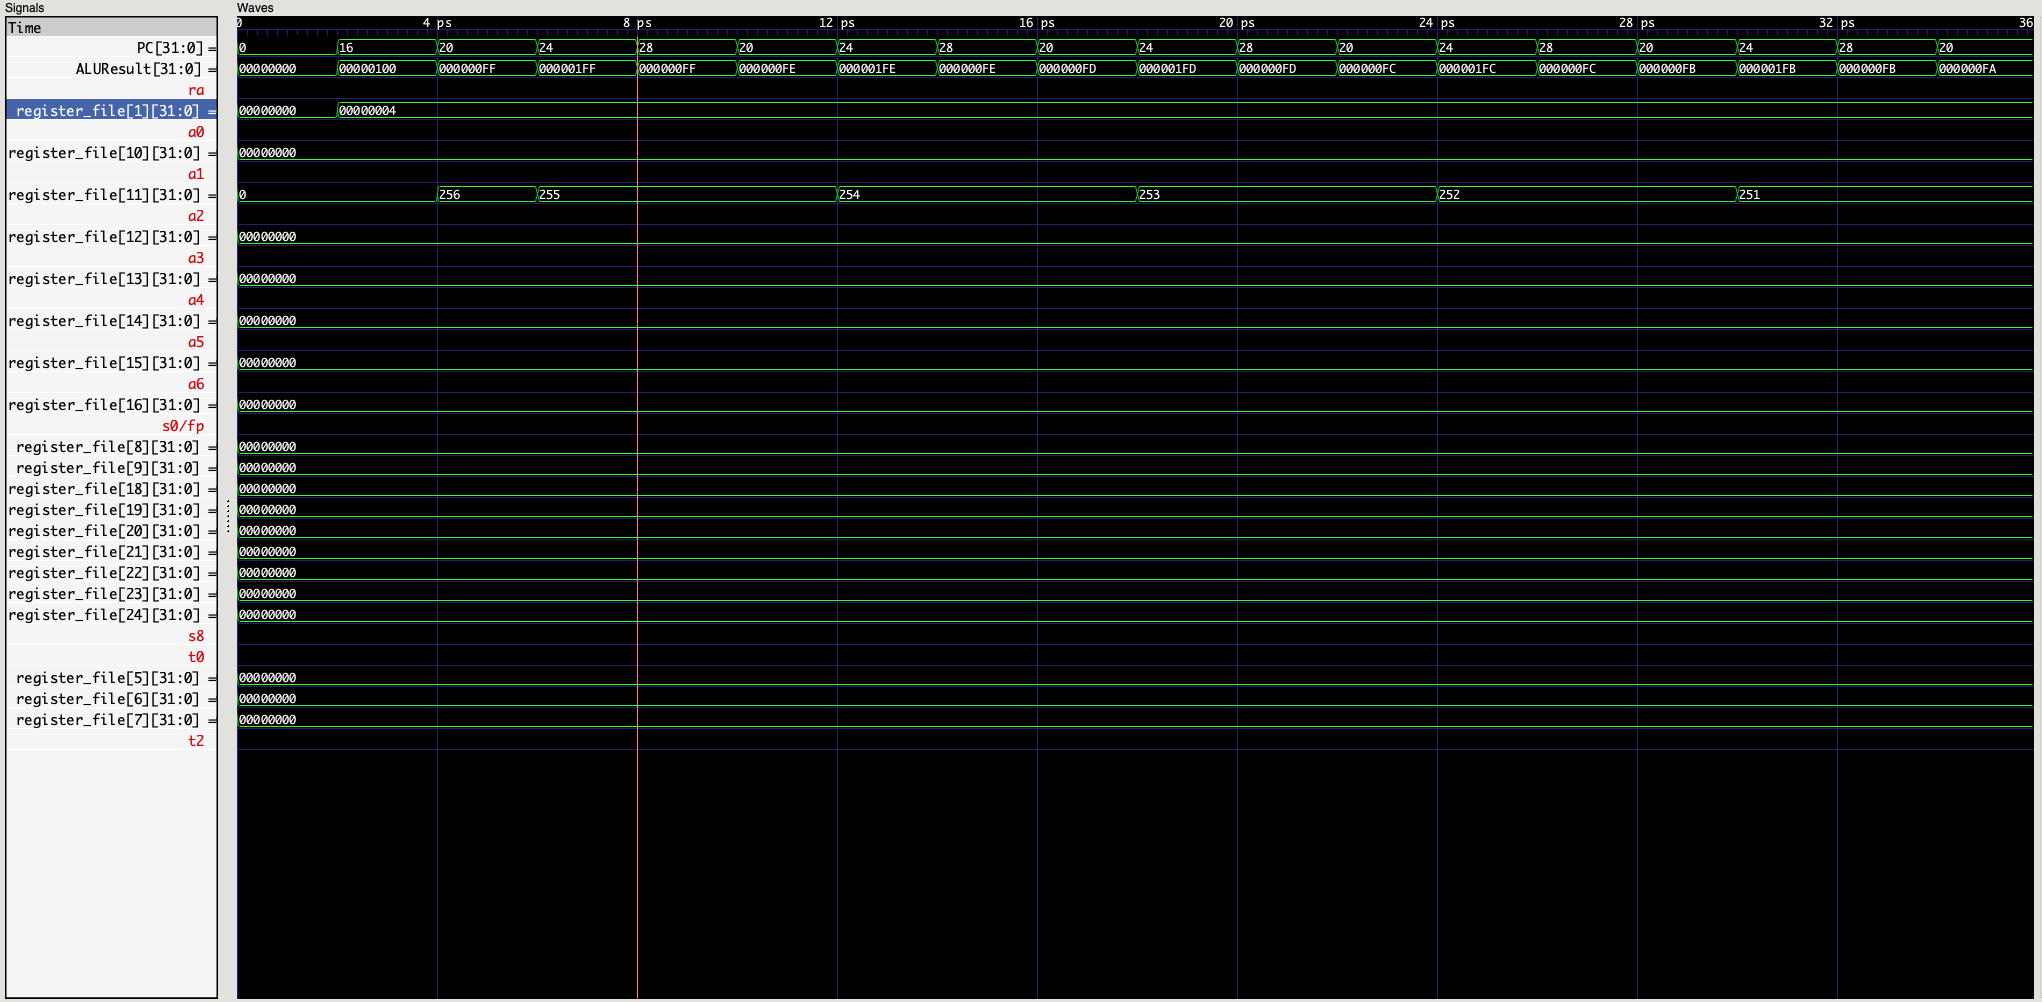 Signals
Waves
Time
0 4 ps 8 ps 12 ps 16 ps 20 ps 24 ps 28 ps 32 ps 36
PC[31:0] = 0 16 20 24 28 20 24 28 20 24 28 20 24 28 20 24 28 20
ALUResult[31:0] = 00000000 00000100 000000FF 000001FF 000000FF 000000FE 000001FE 000000FE 000000FD 000001FD 000000FD 000000FC 000001FC 000000FC 000000FB 000001FB 000000FB 000000FA
ra
register_file[1][31:0] = 00000000 00000004
a0
register_file[10][31:0] = 00000000
a1
register_file[11][31:0] = 0 256 255 254 253 252 251
a2
register_file[12][31:0] = 00000000
a3
register_file[13][31:0] = 00000000
a4
register_file[14][31:0] = 00000000
a5
register_file[15][31:0] = 00000000
a6
register_file[16][31:0] = 00000000
s0/fp
register_file[8][31:0] = 00000000
register_file[9][31:0] = 00000000
register_file[18][31:0] = 00000000
register_file[19][31:0] = 00000000
register_file[20][31:0] = 00000000
register_file[21][31:0] = 00000000
register_file[22][31:0] = 00000000
register_file[23][31:0] = 00000000
register_file[24][31:0] = 00000000
s8
t0
register_file[5][31:0] = 00000000
register_file[6][31:0] = 00000000
register_file[7][31:0] = 00000000
t2